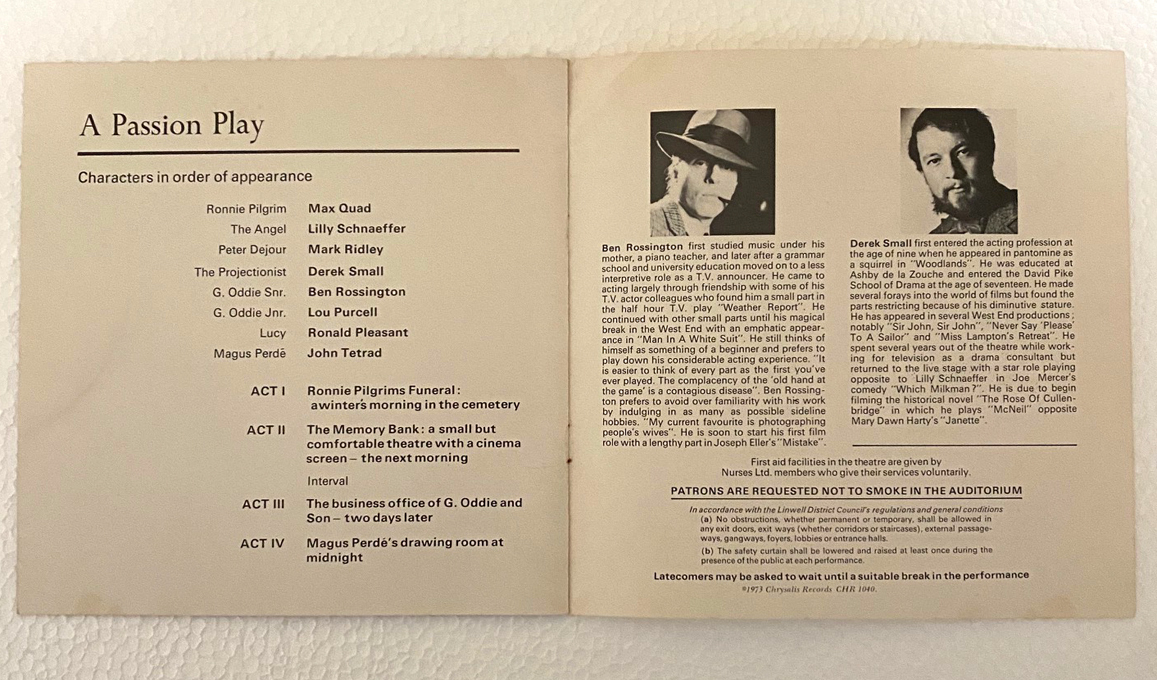 A Passion Play
Characters in order of appearance
Ronnie Pilgrim Max Quad
The Angel Lilly Schnaeffer
Peter Dejour Mark Ridley
The Projectionist Derek Small
G. Oddie Snr. Ben Rossington
G. Oddie Jnr. Lou Purcell
Lucy Ronald Pleasant
Magus Perdē John Tetrad
ACT I Ronnie Pilgrims Funeral:
a winter's morning in the cemetery
ACT II The Memory Bank: a small but
comfortable theatre with a cinema
screen – the next morning
Interval
ACT III The business office of G. Oddie and
Son – two days later
ACT IV Magus Perdé's drawing room at
midnight
Ben Rossington first studied music under his
mother, a piano teacher, and later after a grammar
school and university education moved on to a less
interpretive role as a T.V. announcer. He came to
acting largely through friendship with some of his
T.V. actor colleagues who found him a small part in
the half hour T.V. play "Weather Report". He
continued with other small parts until his magical
break in the West End with an emphatic appear-
ance in "Man In A White Suit". He still thinks of
himself as something of a beginner and prefers to
play down his considerable acting experience. "It
is easier to think of every part as the first you've
ever played. The complacency of the 'old hand at
the game' is a contagious disease". Ben Rossing-
ton prefers to avoid over familiarity with his work
by indulging in as many as possible sideline
hobbies. "My current favourite is photographing
people's wives". He is soon to start his first film
role with a lengthy part in Joseph Eller's "Mistake".
Derek Small first entered the acting profession at
the age of nine when he appeared in pantomime as
a squirrel in "Woodlands". He was educated at
Ashby de la Zouche and entered the David Pike
School of Drama at the age of seventeen. He made
several forays into the world of films but found the
parts restricting because of his diminutive stature.
He has appeared in several West End productions;
notably "Sir John, Sir John", "Never Say 'Please'
To A Sailor" and "Miss Lampton's Retreat". He
spent several years out of the theatre while work-
ing for television as a drama consultant but
returned to the live stage with a star role playing
opposite to Lilly Schnaeffer in Joe Mercer's
comedy "Which Milkman?". He is due to begin
filming the historical novel "The Rose Of Cullen-
bridge" in which he plays "McNeil" opposite
Mary Dawn Harty's "Janette".
First aid facilities in the theatre are given by
Nurses Ltd. members who give their services voluntarily.
PATRONS ARE REQUESTED NOT TO SMOKE IN THE AUDITORIUM
In accordance with the Linwell District Council's regulations and general conditions
(a) No obstructions, whether permanent or temporary, shall be allowed in
any exit doors, exit ways (whether corridors or staircases), external passage-
ways, gangways, foyers, lobbies or entrance halls.
(b) The safety curtain shall be lowered and raised at least once during the
presence of the public at each performance.
Latecomers may be asked to wait until a suitable break in the performance
©1973 Chrysalis Records CHR 1040.